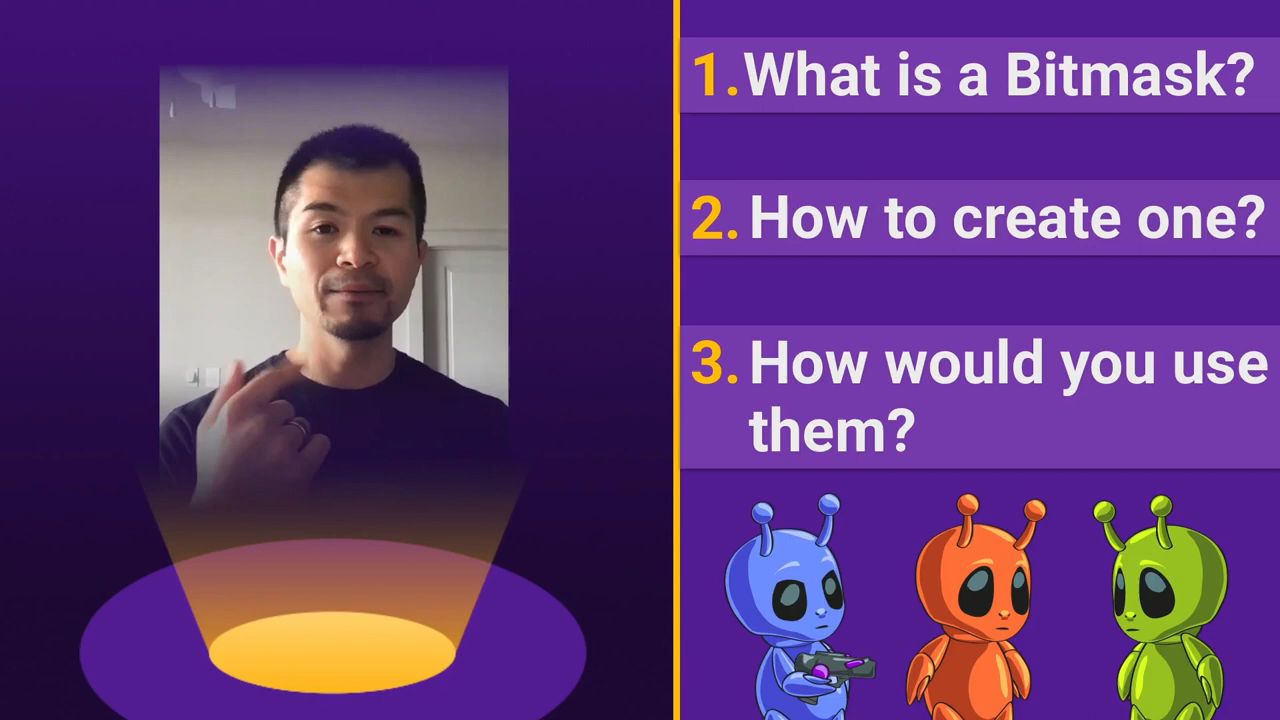 1. What is a Bitmask?
2. How to create one?
3. How would you use
them?